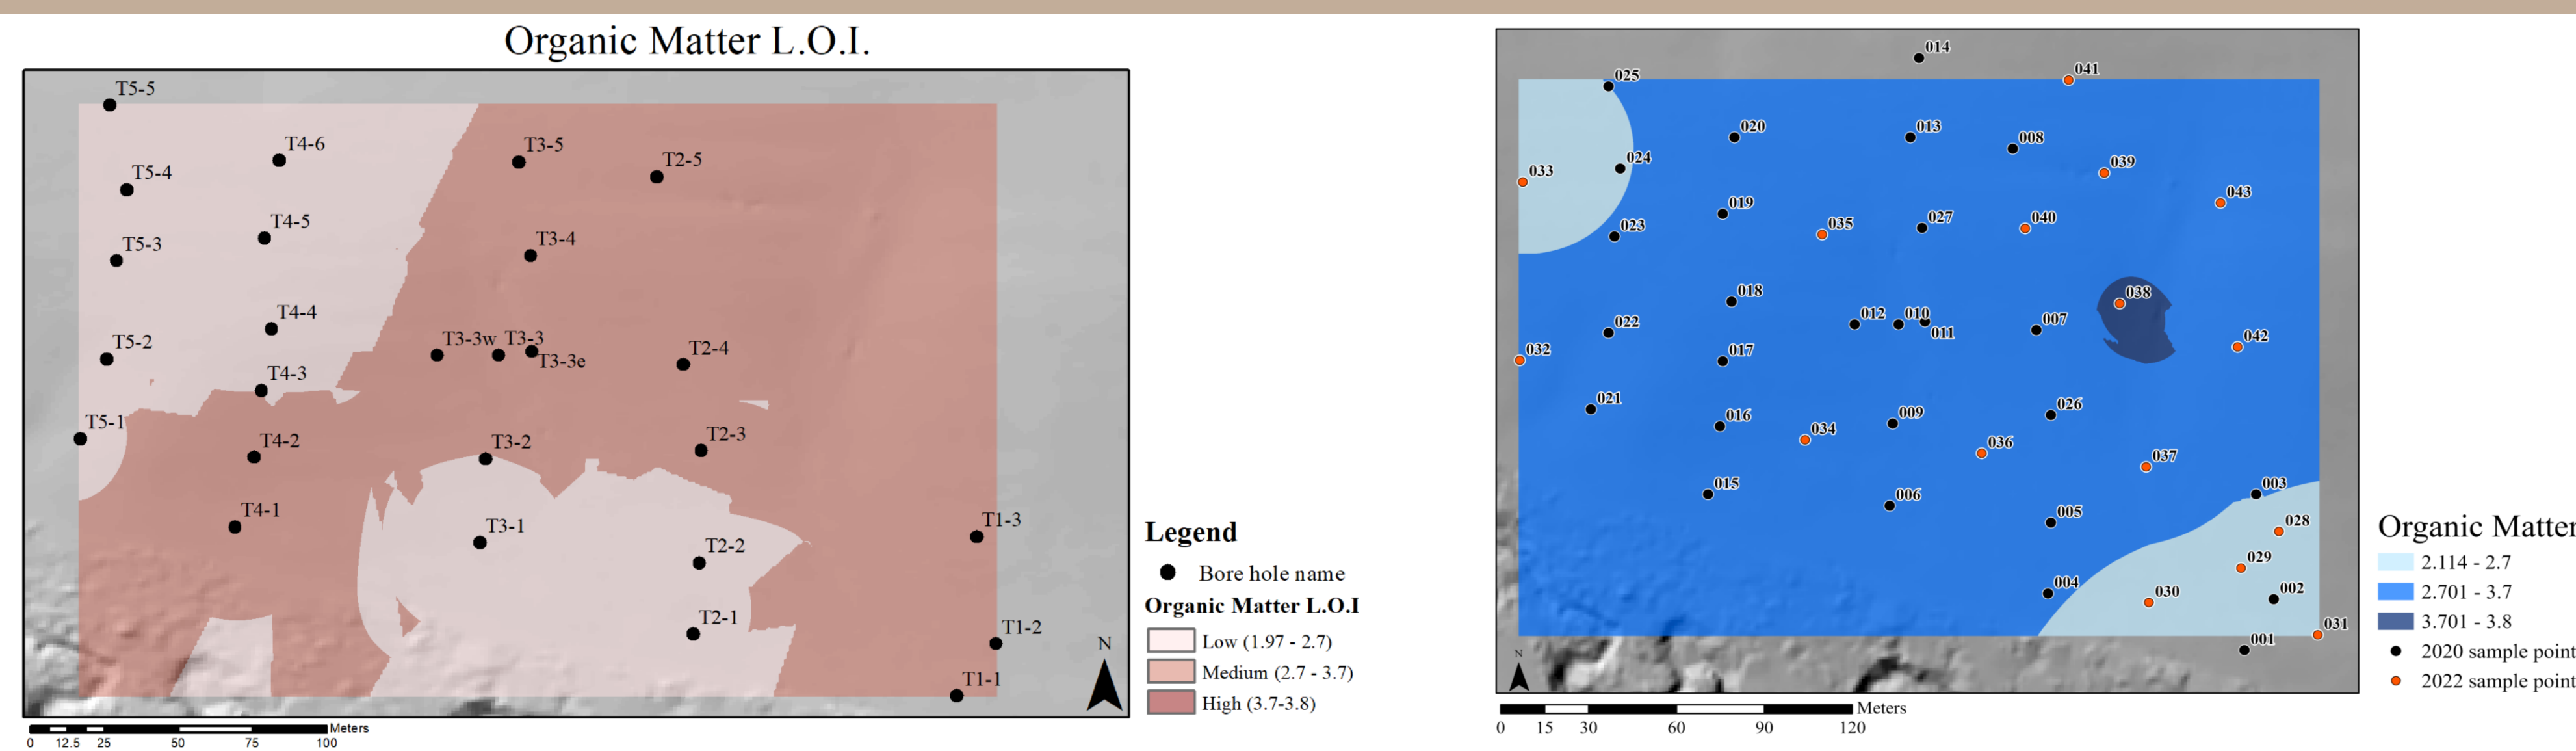 Organic Matter L.O.I.
T5-5
T4-6
T3-5
T2-5
T5-4
T4-5
T5-3
T3-4
T4-4
T5-2
T3-3w
T3-3
T3-3e
T2-4
T4-3
T5-1
T4-2
T3-2
T2-3
T4-1
T3-1
T1-3
T2-2
T2-1
T1-2
T1-1
N
Meters
0 12.5 25 50 75 100
Legend
Bore hole name
Organic Matter L.O.I
Low (1.97 - 2.7)
Medium (2.7 - 3.7)
High (3.7-3.8)
014
041
025
020
013
008
024
039
033
043
019
035
027
040
023
018
038
012
010
011
007
022
042
032
017
021
016
009
026
034
036
037
015
006
003
005
028
029
004
030
002
031
001
N
Meters
0 15 30 60 90 120
Organic Matter
2.114 - 2.7
2.701 - 3.7
3.701 - 3.8
2020 sample point
2022 sample point